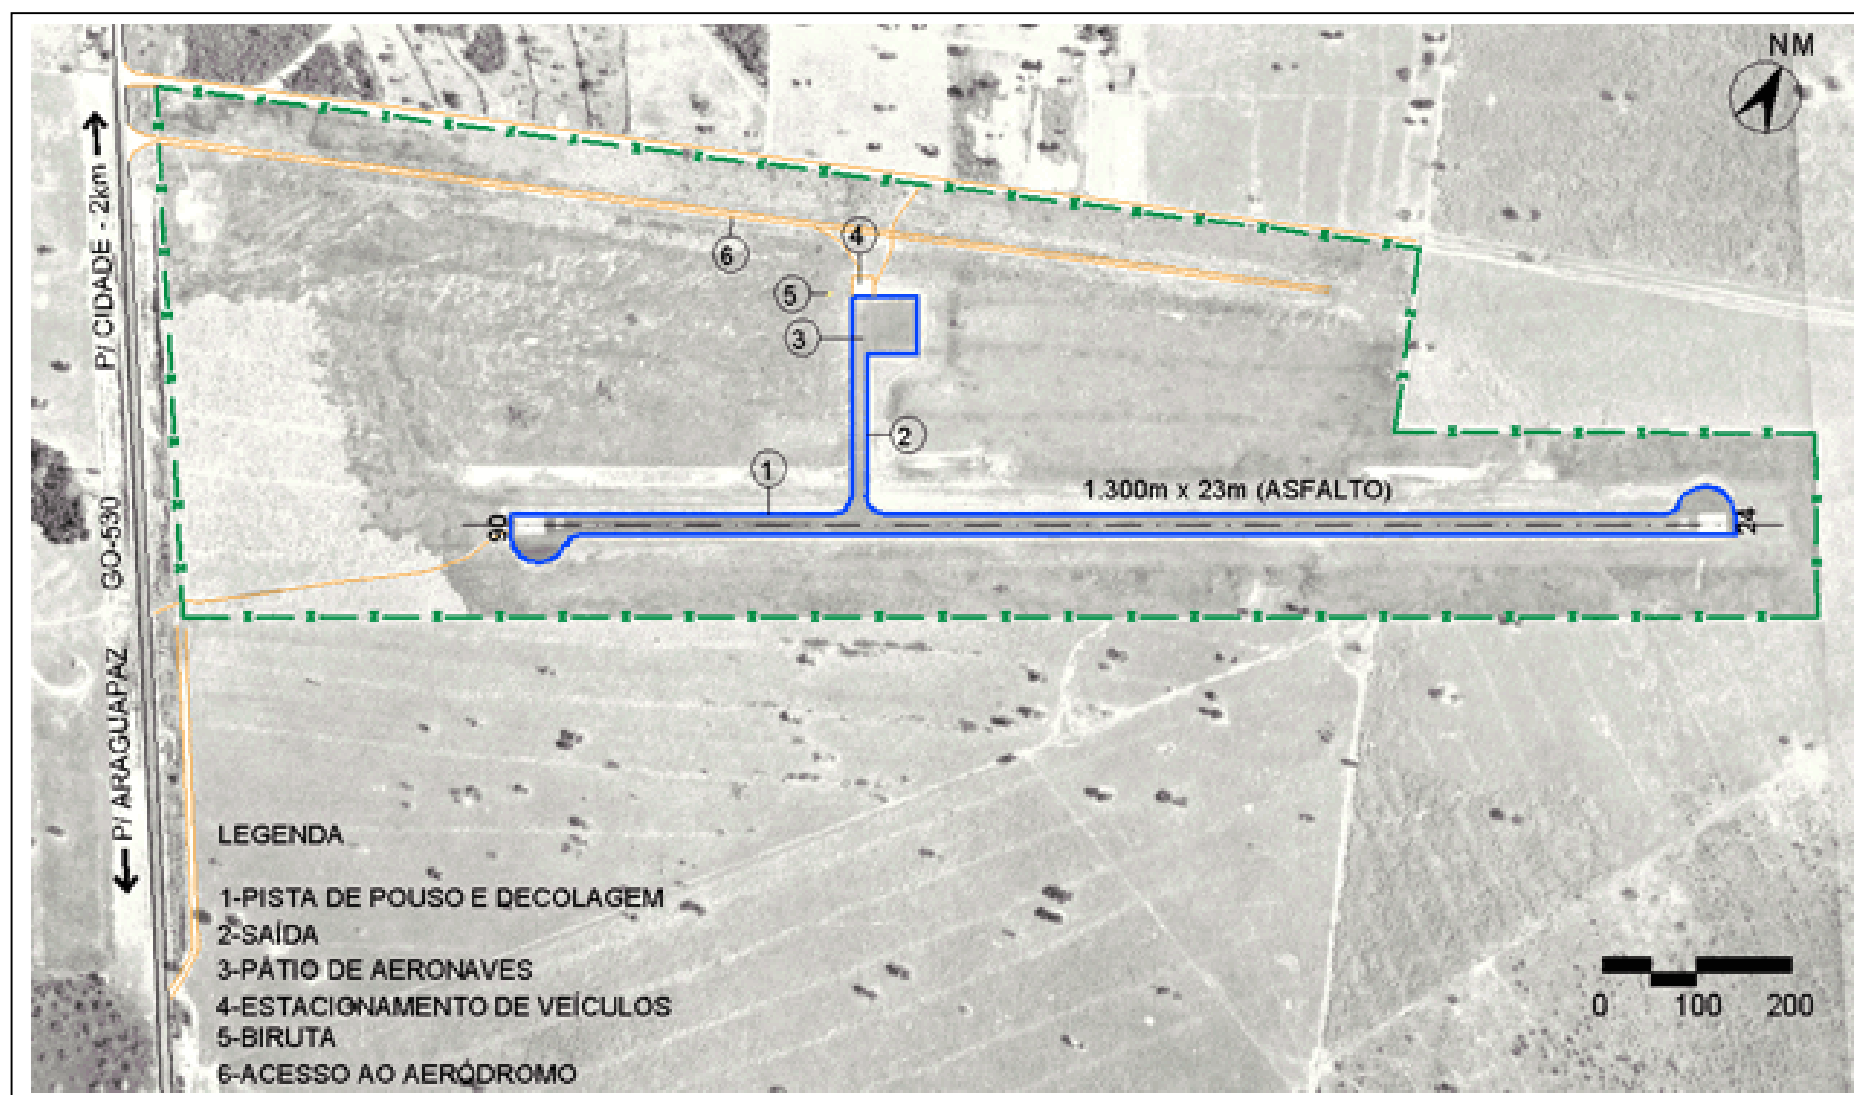 NM
P/ CIDADE - 2km
GO-530
P/ ARAGUAPAZ
4
6
5
3
2
1
1.300m x 23m (ASFALTO)
06
24
LEGENDA
1-PISTA DE POUSO E DECOLAGEM
2-SAÍDA
3-PÁTIO DE AERONAVES
4-ESTACIONAMENTO DE VEÍCULOS
5-BIRUTA
6-ACESSO AO AERÓDROMO
0 100 200